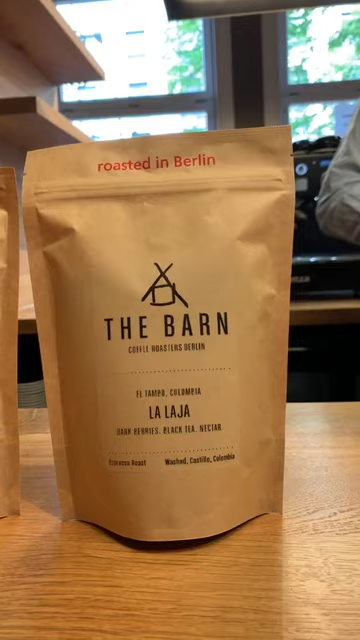 roasted in Berlin
THE BARN
COFFEE ROASTERS BERLIN
EL TAMBO, COLOMBIA
LA LAJA
DARK BERRIES. BLACK TEA. NECTAR
Espresso Roast Washed, Castillo, Colombia